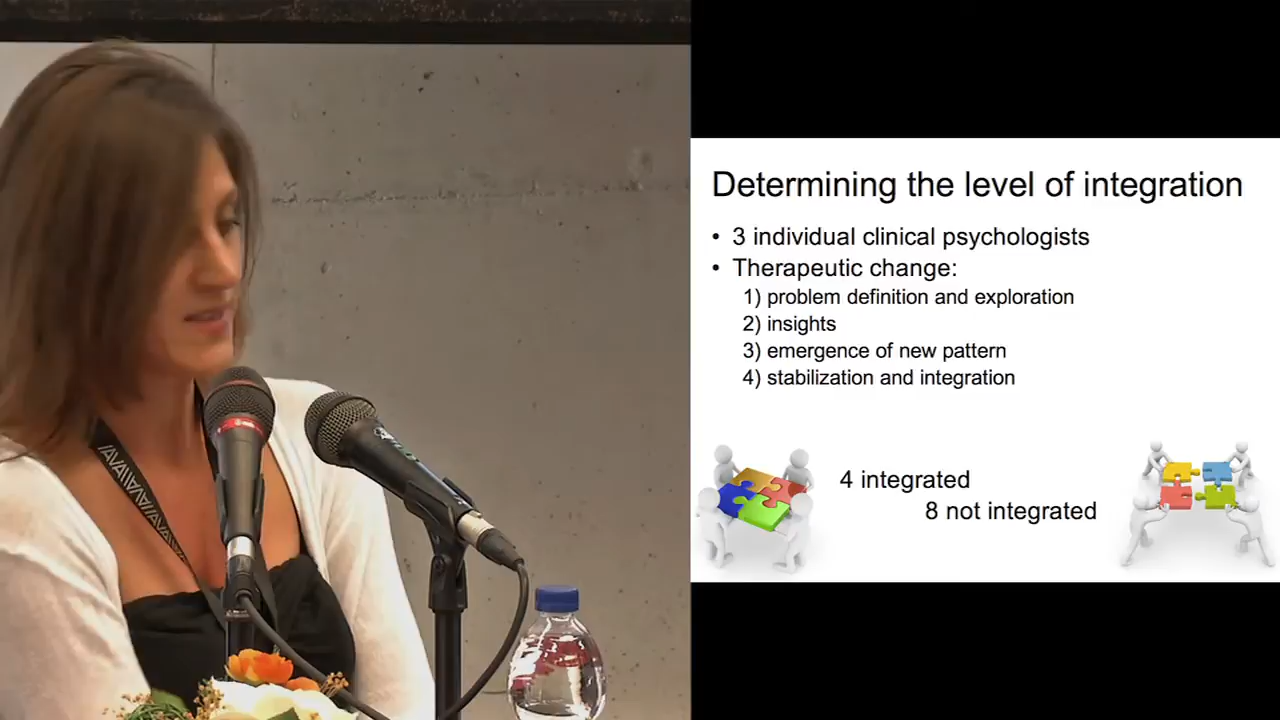 Determining the level of integration
• 3 individual clinical psychologists
• Therapeutic change:
1) problem definition and exploration
2) insights
3) emergence of new pattern
4) stabilization and integration
4 integrated
8 not integrated